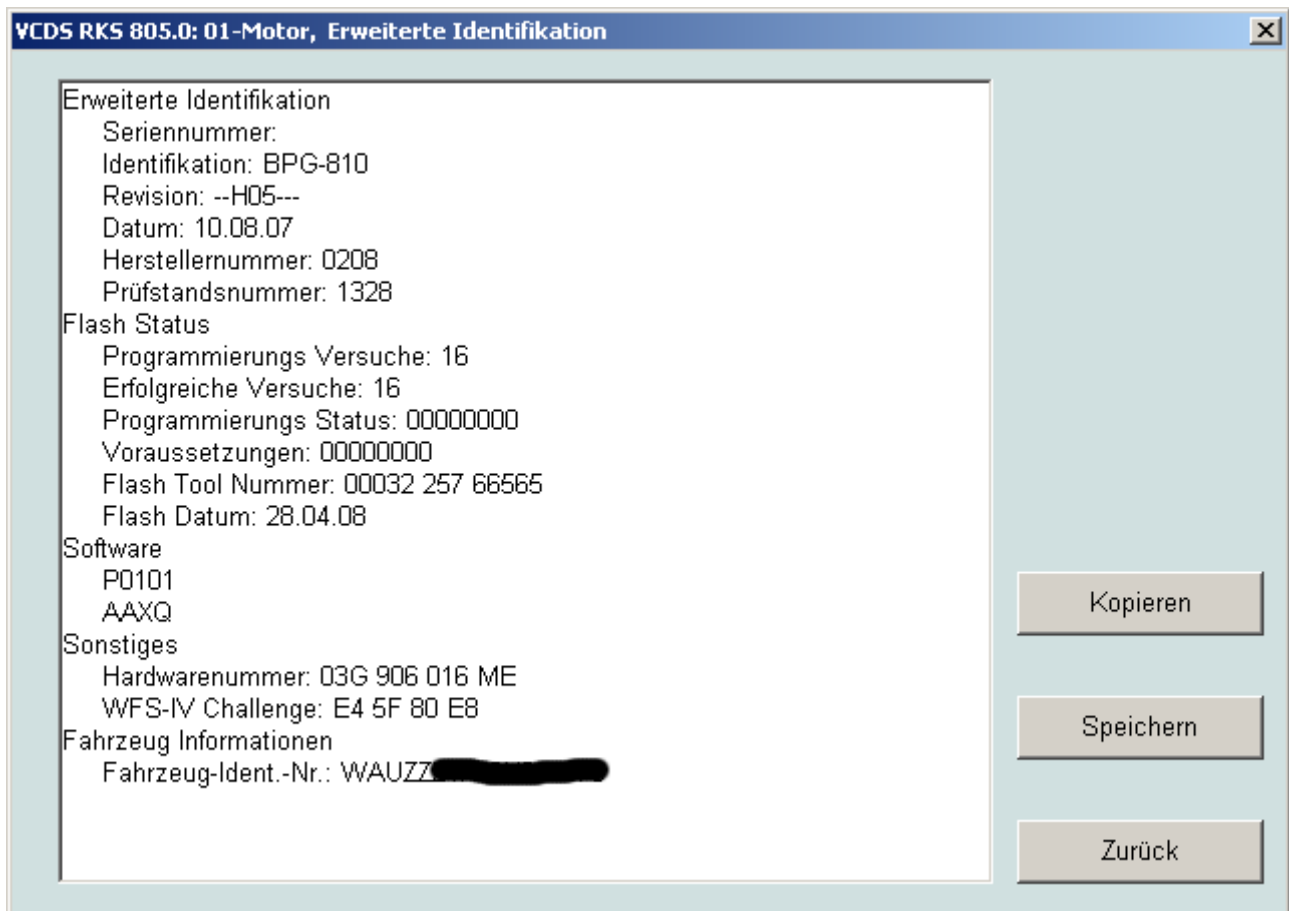 VCDS RKS 805.0: 01-Motor, Erweiterte Identifikation
Erweiterte Identifikation
Seriennummer:
Identifikation: BPG-810
Revision: --H05---
Datum: 10.08.07
Herstellernummer: 0208
Prüfstandsnummer: 1328
Flash Status
Programmierungs Versuche: 16
Erfolgreiche Versuche: 16
Programmierungs Status: 00000000
Voraussetzungen: 00000000
Flash Tool Nummer: 00032 257 66565
Flash Datum: 28.04.08
Software
P0101
AAXQ
Sonstiges
Hardwarenummer: 03G 906 016 ME
WFS-IV Challenge: E4 5F 80 E8
Fahrzeug Informationen
Fahrzeug-Ident.-Nr.: WAUZZ
Kopieren
Speichern
Zurück